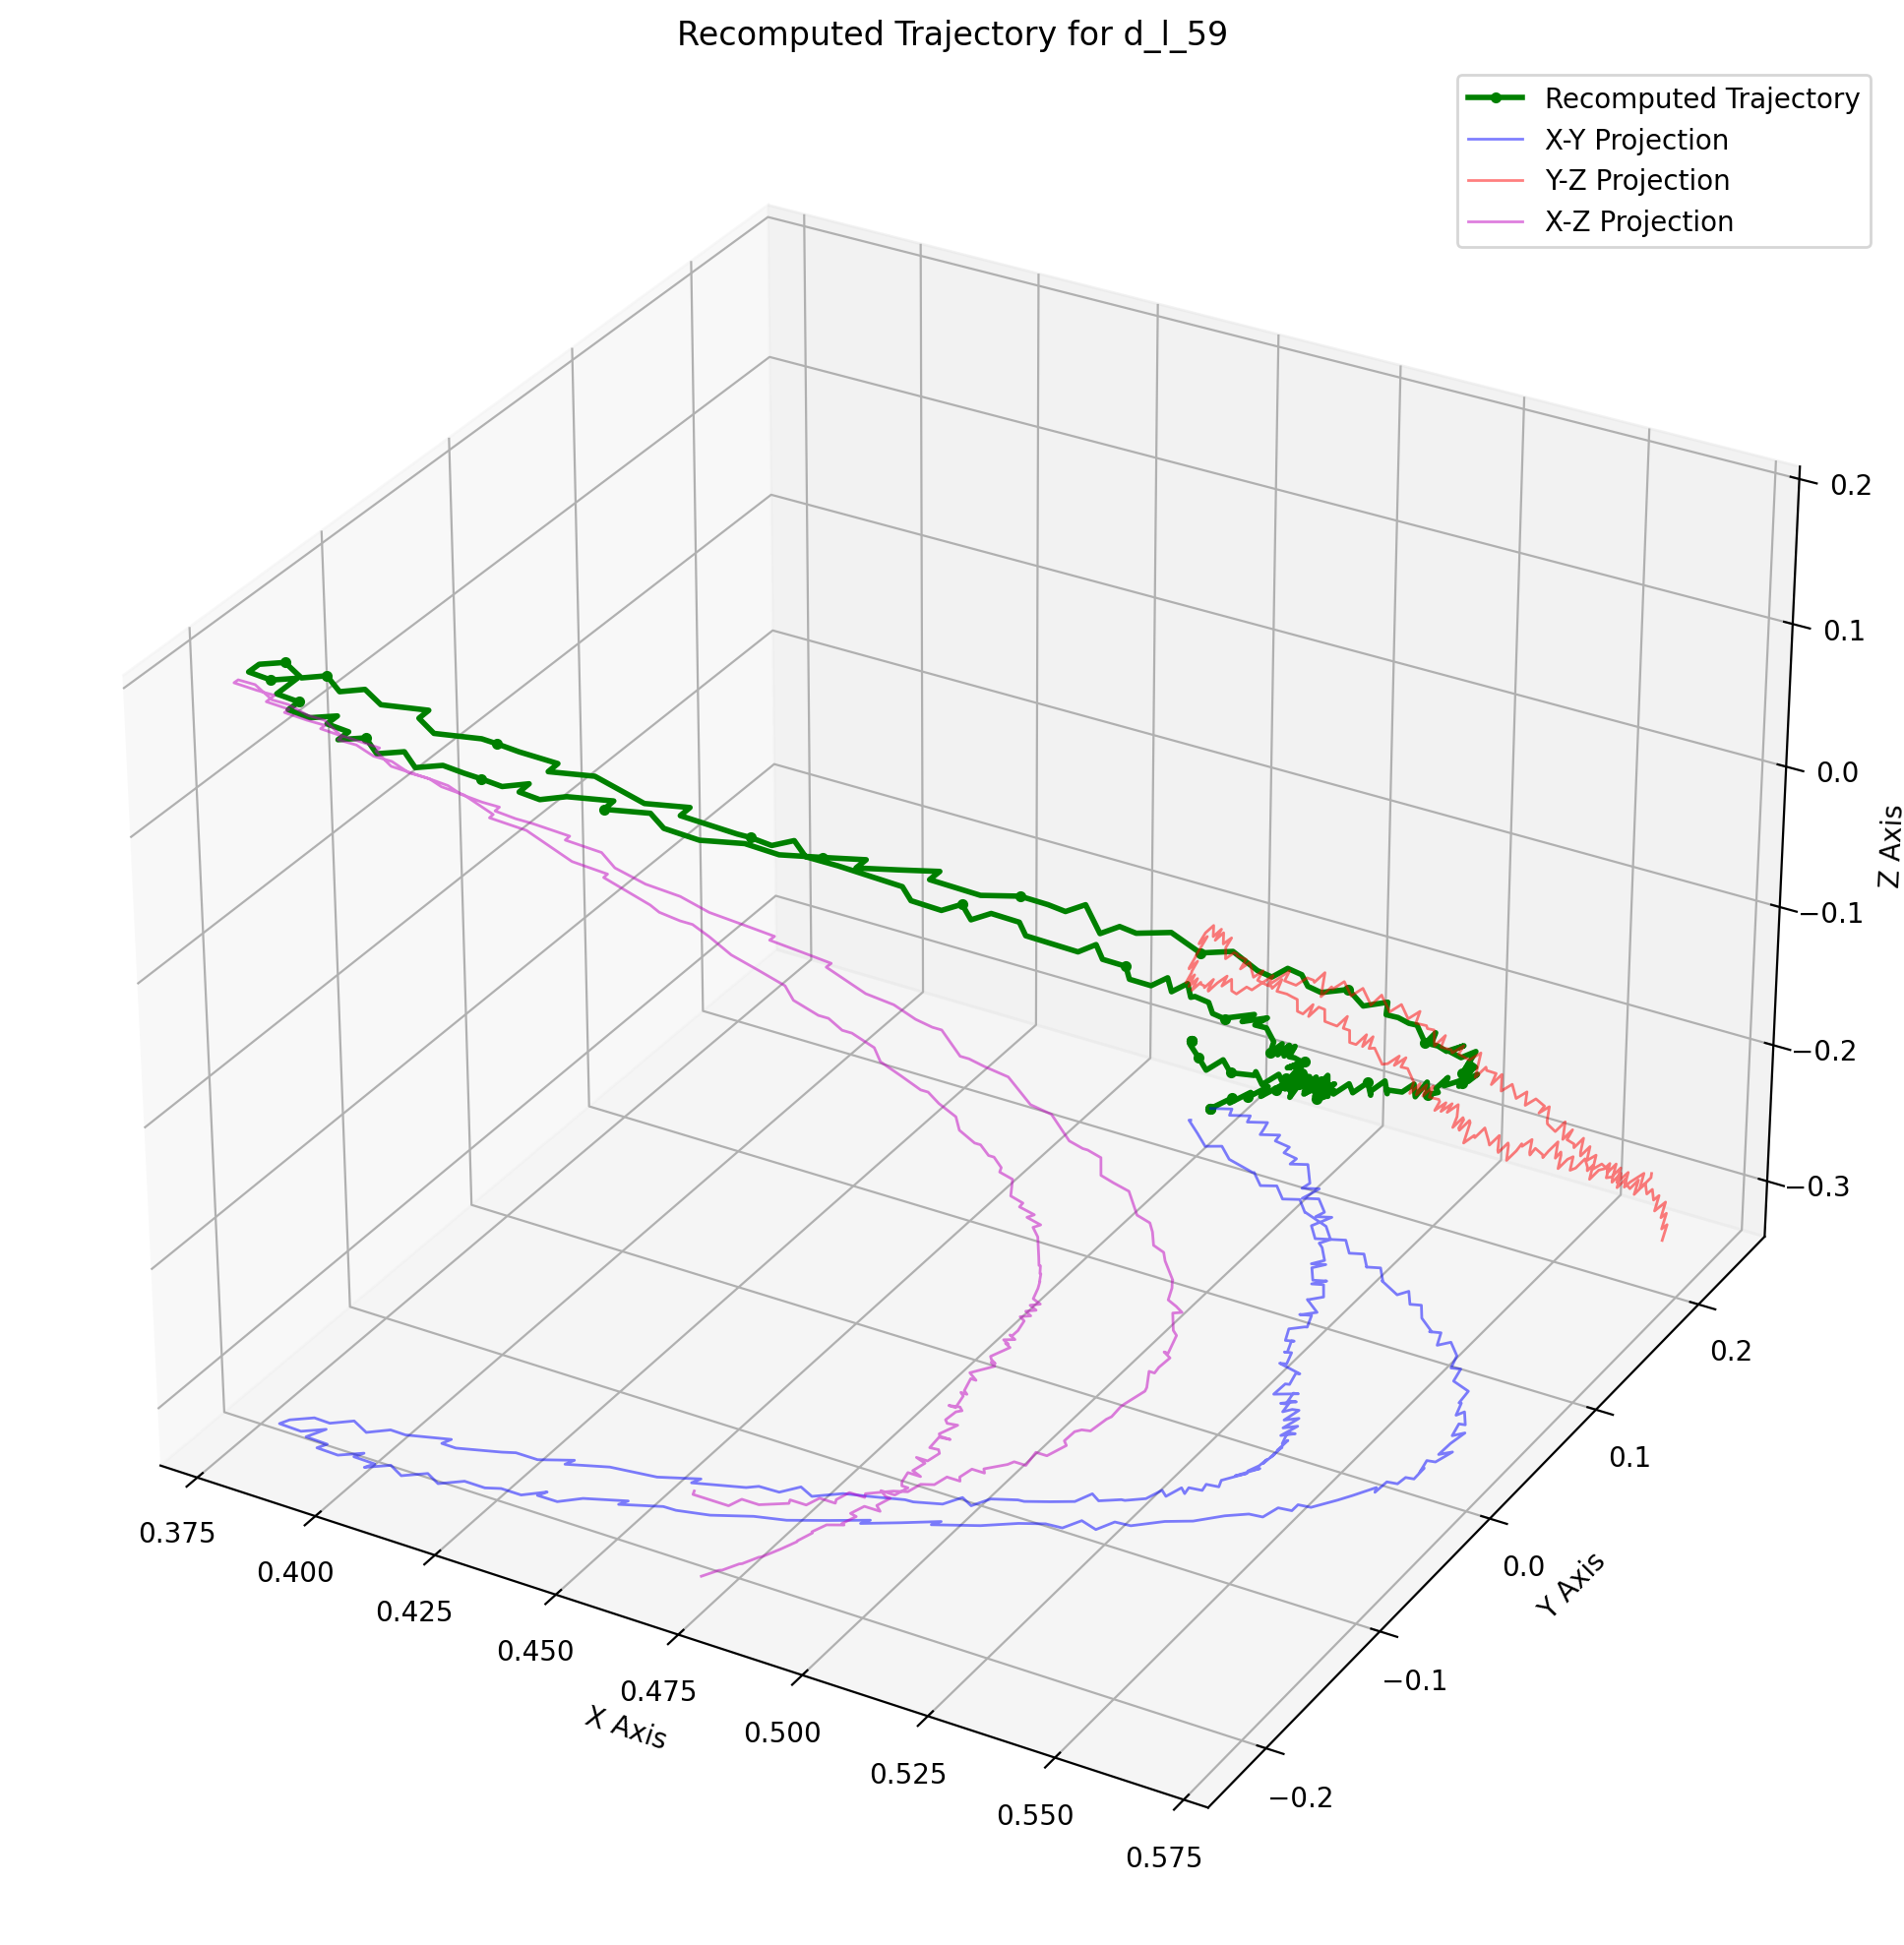 Recomputed Trajectory for d_l_59
Recomputed Trajectory
X-Y Projection
Y-Z Projection
X-Z Projection
0.2
0.1
0.0
−0.1
−0.2
−0.3
Z Axis
0.2
0.1
0.0
−0.1
−0.2
Y Axis
0.375
0.400
0.425
0.450
0.475
0.500
0.525
0.550
0.575
X Axis